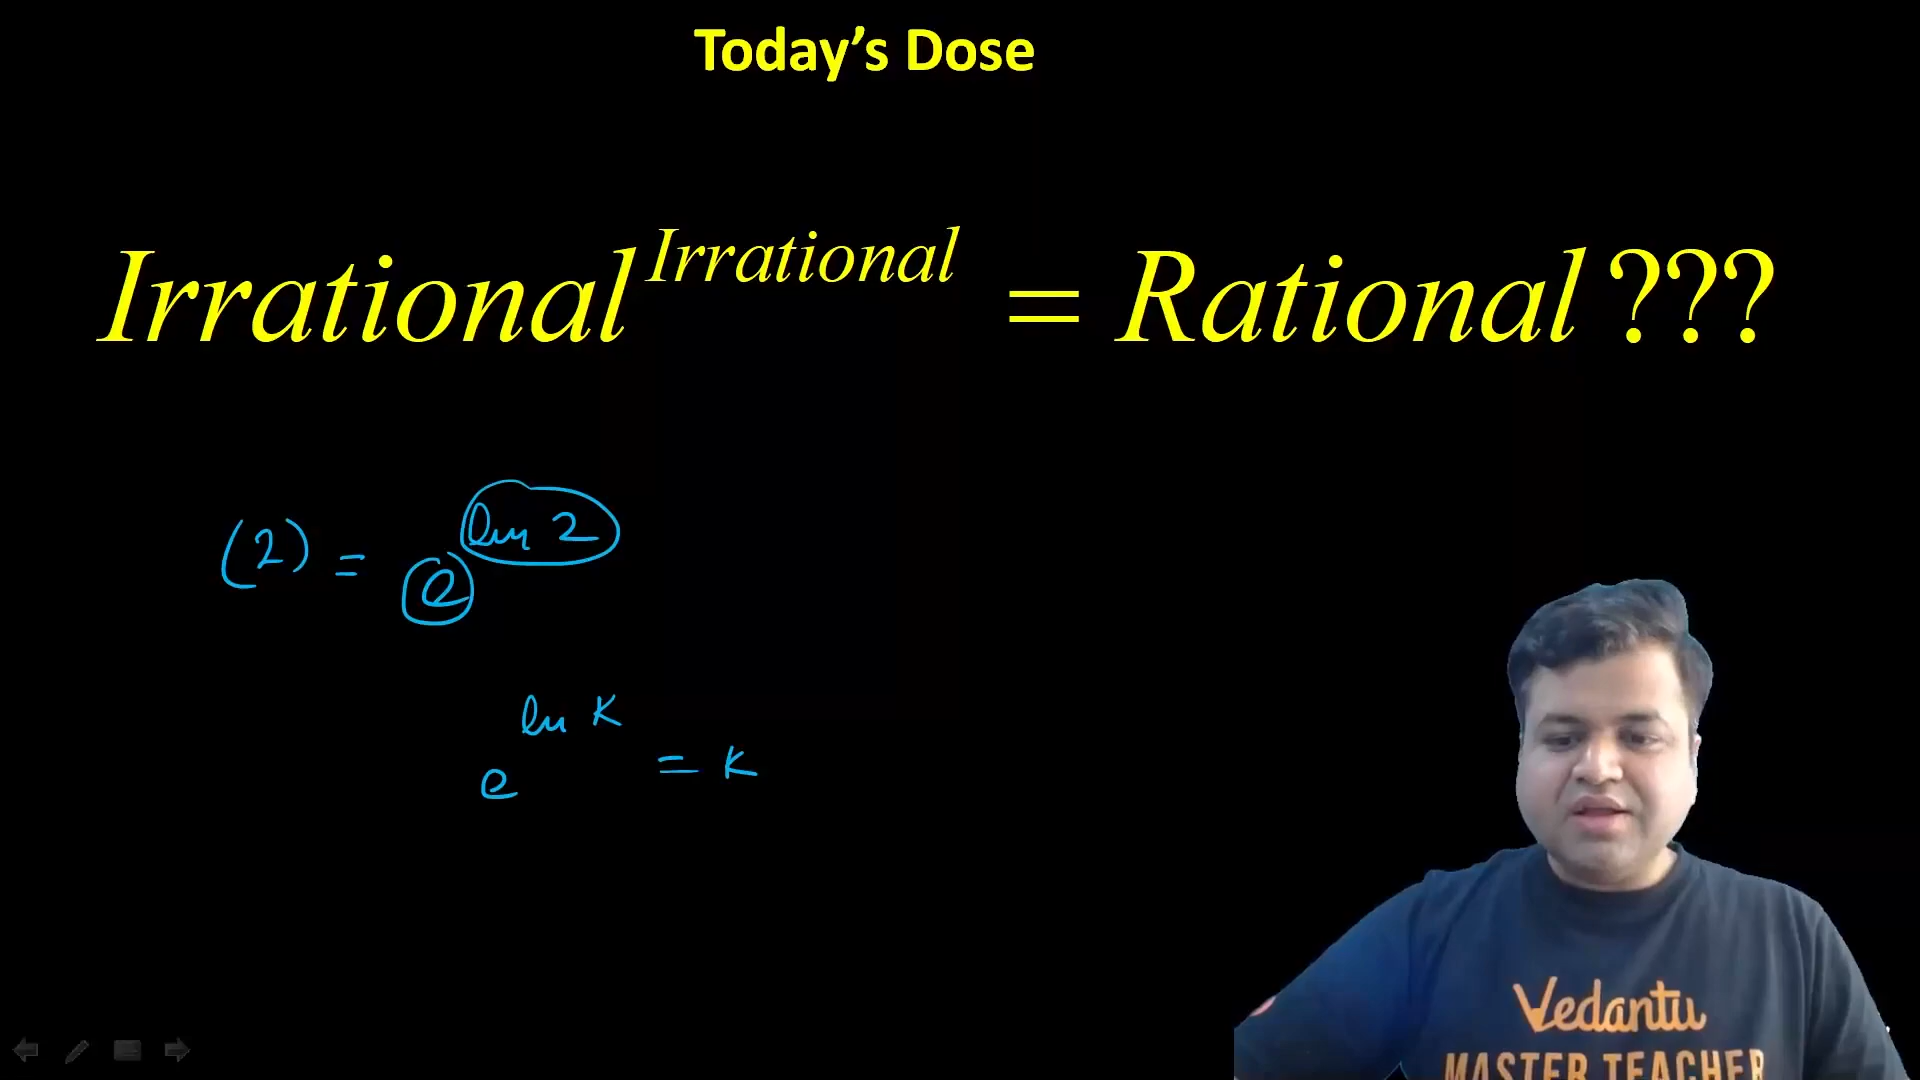 Today's Dose
Irrational^Irrational = Rational ???
(2) = e^ln 2
e^ln K = K
Vedantu
MASTER TEACHER